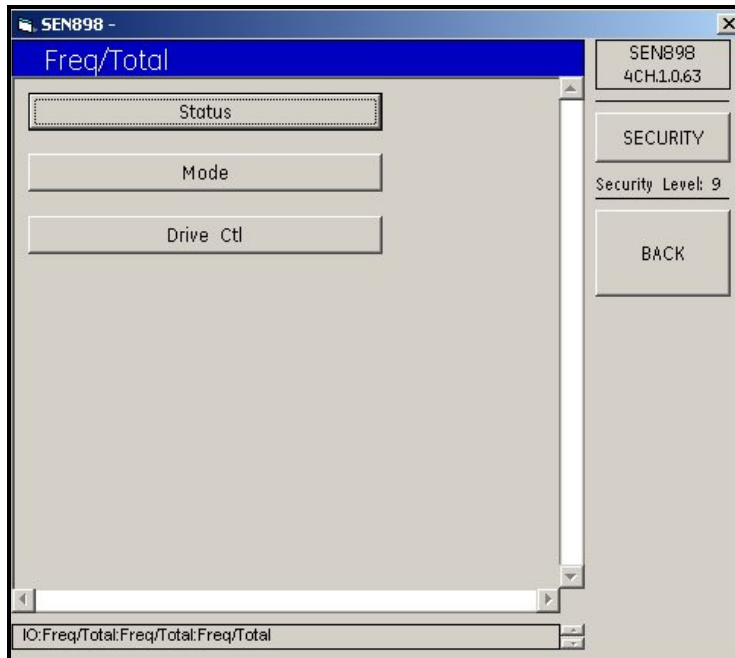 SEN898 -
Freq/Total
SEN898
4CH.1.0.63
Status
SECURITY
Mode
Security Level: 9
Drive Ctl
BACK
IO:Freq/Total:Freq/Total:Freq/Total